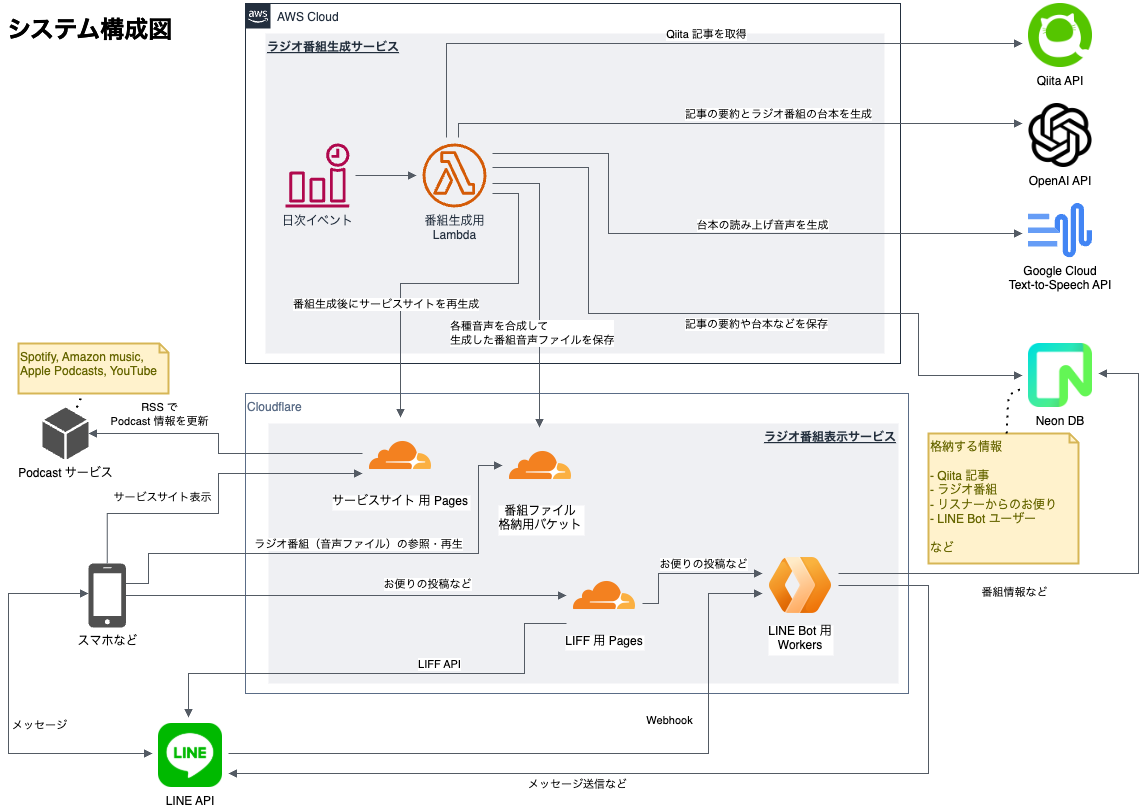 システム構成図
aws
AWS Cloud
ラジオ番組生成サービス
Qiita 記事を取得
Qiita API
記事の要約とラジオ番組の台本を生成
OpenAI API
日次イベント
番組生成用
Lambda
台本の読み上げ音声を生成
Google Cloud
Text-to-Speech API
番組生成後にサービスサイトを再生成
各種音声を合成して
生成した番組音声ファイルを保存
記事の要約や台本などを保存
Neon DB
Spotify, Amazon music,
Apple Podcasts, YouTube
RSS で
Podcast 情報を更新
Podcast サービス
Cloudflare
ラジオ番組表示サービス
サービスサイト 用 Pages
番組ファイル
格納用バケット
格納する情報
- Qiita 記事
- ラジオ番組
- リスナーからのお便り
- LINE Bot ユーザー
など
サービスサイト表示
ラジオ番組（音声ファイル）の参照・再生
お便りの投稿など
お便りの投稿など
スマホなど
LIFF 用 Pages
LINE Bot 用
Workers
番組情報など
LIFF API
メッセージ
Webhook
LINE
LINE API
メッセージ送信など